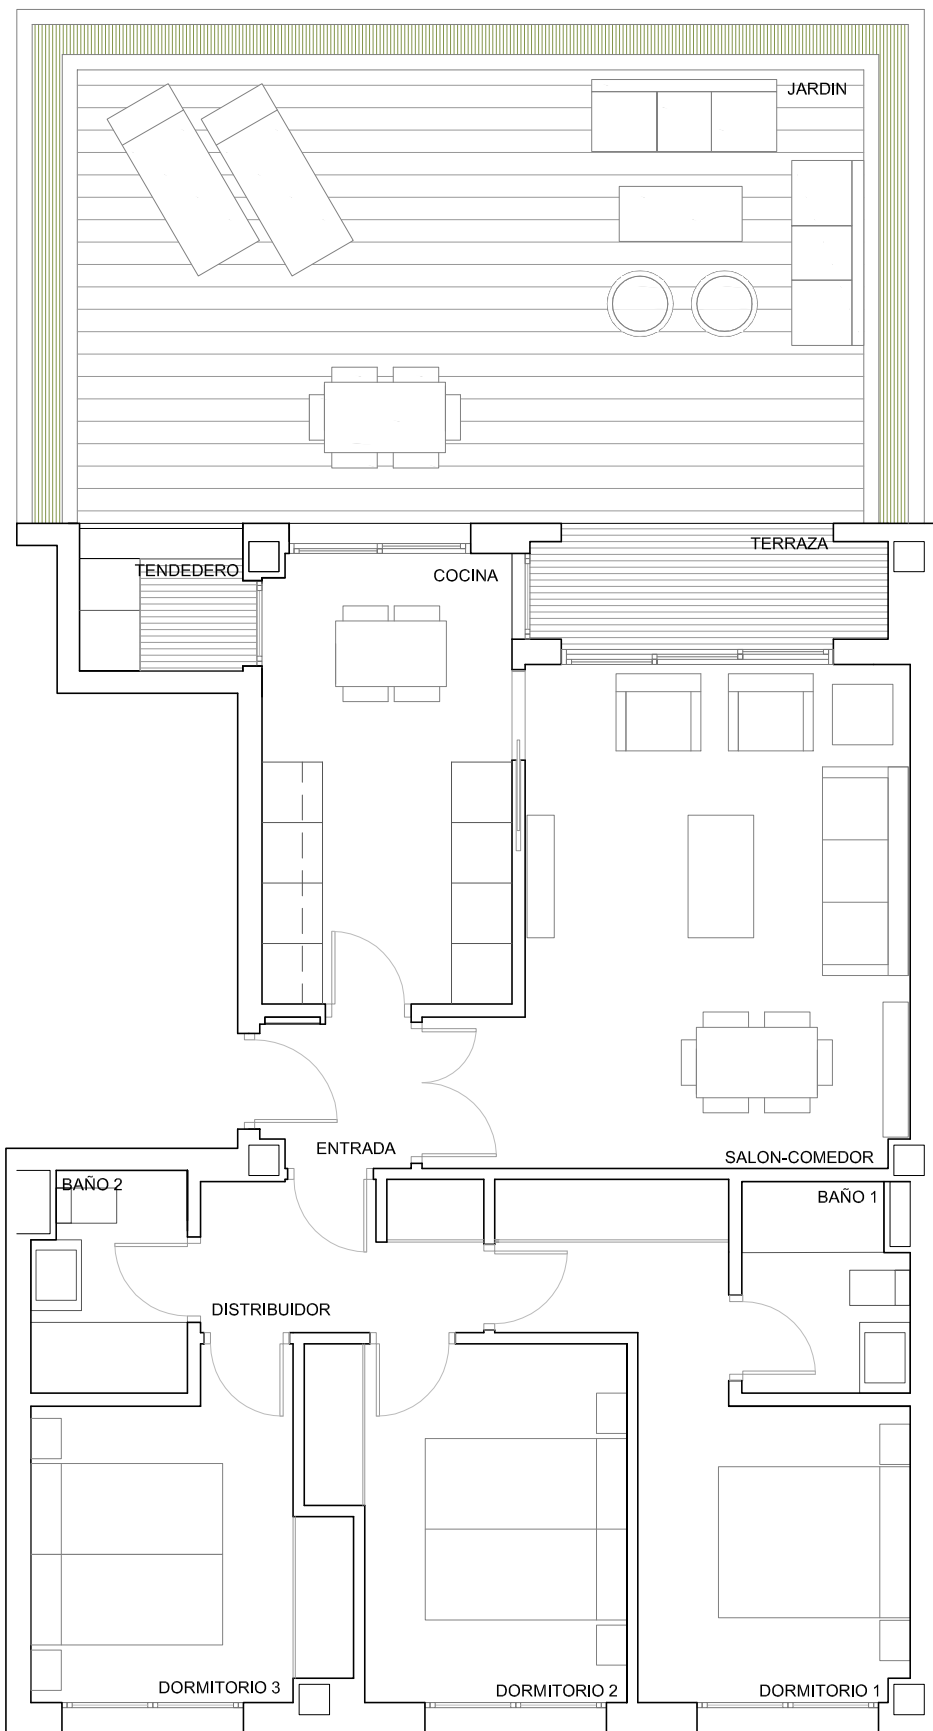 JARDIN
TERRAZA
TENDEDERO
COCINA
ENTRADA
SALON-COMEDOR
BAÑO 2
BAÑO 1
DISTRIBUIDOR
DORMITORIO 3
DORMITORIO 2
DORMITORIO 1